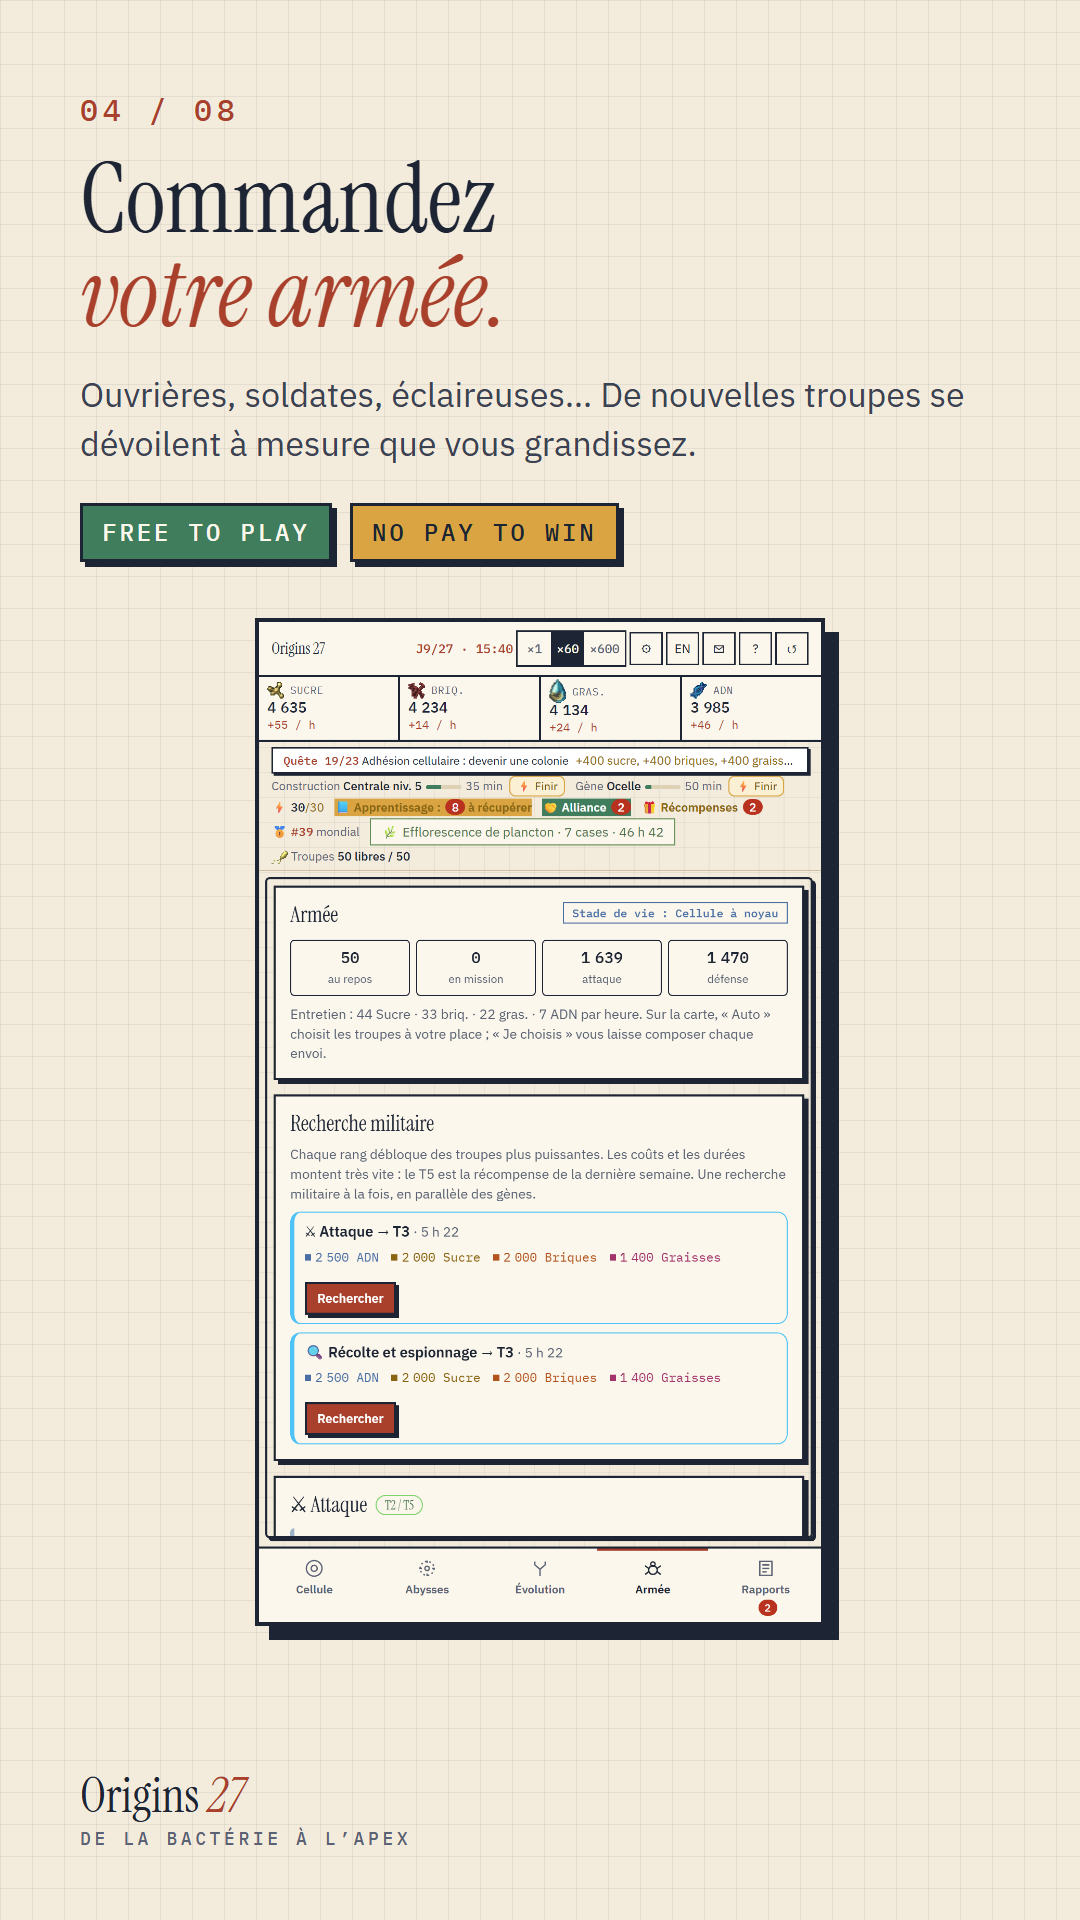 04 / 08
Commandez
votre armée.
Ouvrières, soldates, éclaireuses... De nouvelles troupes se
dévoilent à mesure que vous grandissez.
FREE TO PLAY
NO PAY TO WIN
Origins 27
J9/27 · 15:40
×1 ×60 ×600
EN
?
SUCRE
4 635
+55 / h
BRIQ.
4 234
+14 / h
GRAS.
4 134
+24 / h
ADN
3 985
+46 / h
Quête 19/23 Adhésion cellulaire : devenir une colonie +400 sucre, +400 briques, +400 graiss...
Construction Centrale niv. 5 35 min Finir Gène Ocelle 50 min Finir
30/30 Apprentissage : 8 à récupérer Alliance 2 Récompenses 2
#39 mondial Efflorescence de plancton · 7 cases · 46 h 42
Troupes 50 libres / 50
Armée
Stade de vie : Cellule à noyau
50
au repos
0
en mission
1 639
attaque
1 470
défense
Entretien : 44 Sucre · 33 briq. · 22 gras. · 7 ADN par heure. Sur la carte, « Auto »
choisit les troupes à votre place ; « Je choisis » vous laisse composer chaque
envoi.
Recherche militaire
Chaque rang débloque des troupes plus puissantes. Les coûts et les durées
montent très vite : le T5 est la récompense de la dernière semaine. Une recherche
militaire à la fois, en parallèle des gènes.
⚔ Attaque → T3 · 5 h 22
2 500 ADN 2 000 Sucre 2 000 Briques 1 400 Graisses
Rechercher
Récolte et espionnage → T3 · 5 h 22
2 500 ADN 2 000 Sucre 2 000 Briques 1 400 Graisses
Rechercher
⚔ Attaque T2 / T5
Cellule
Abysses
Évolution
Armée
Rapports
2
Origins 27
DE LA BACTÉRIE À L’APEX